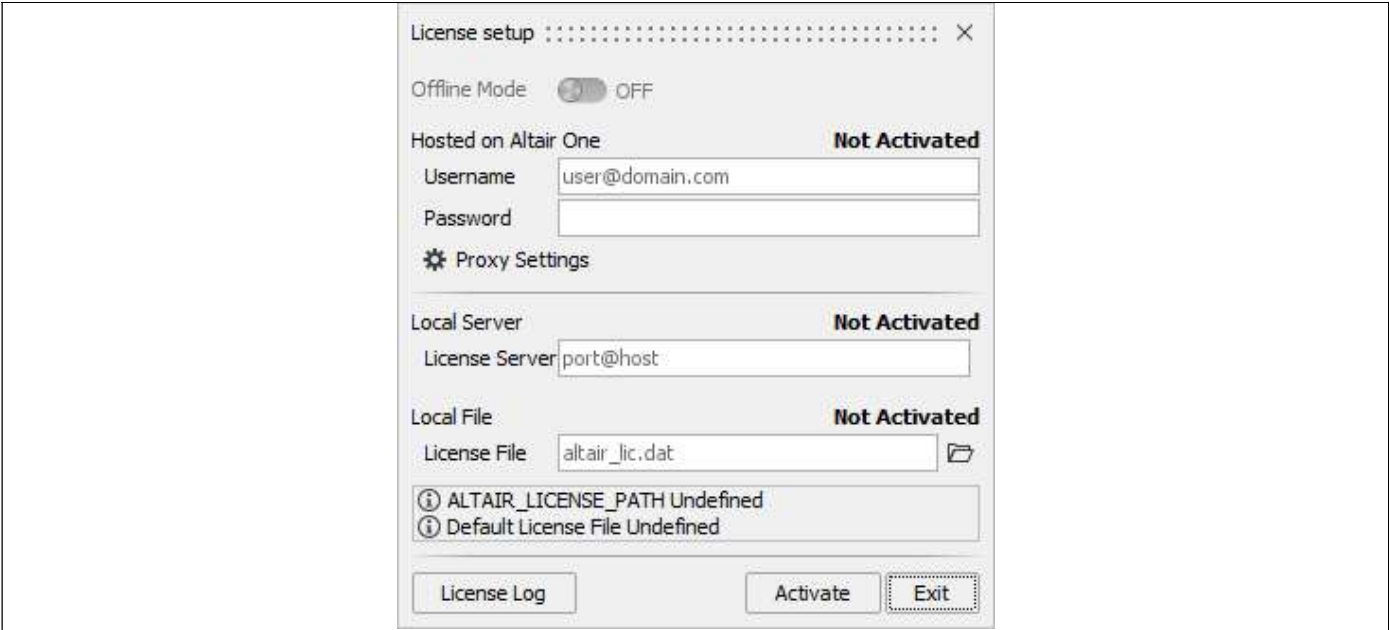 License setup
Offline Mode OFF
Hosted on Altair One Not Activated
Username user@domain.com
Password
Proxy Settings
Local Server Not Activated
License Server port@host
Local File Not Activated
License File altair_lic.dat
ALTAIR_LICENSE_PATH Undefined
Default License File Undefined
License Log Activate Exit